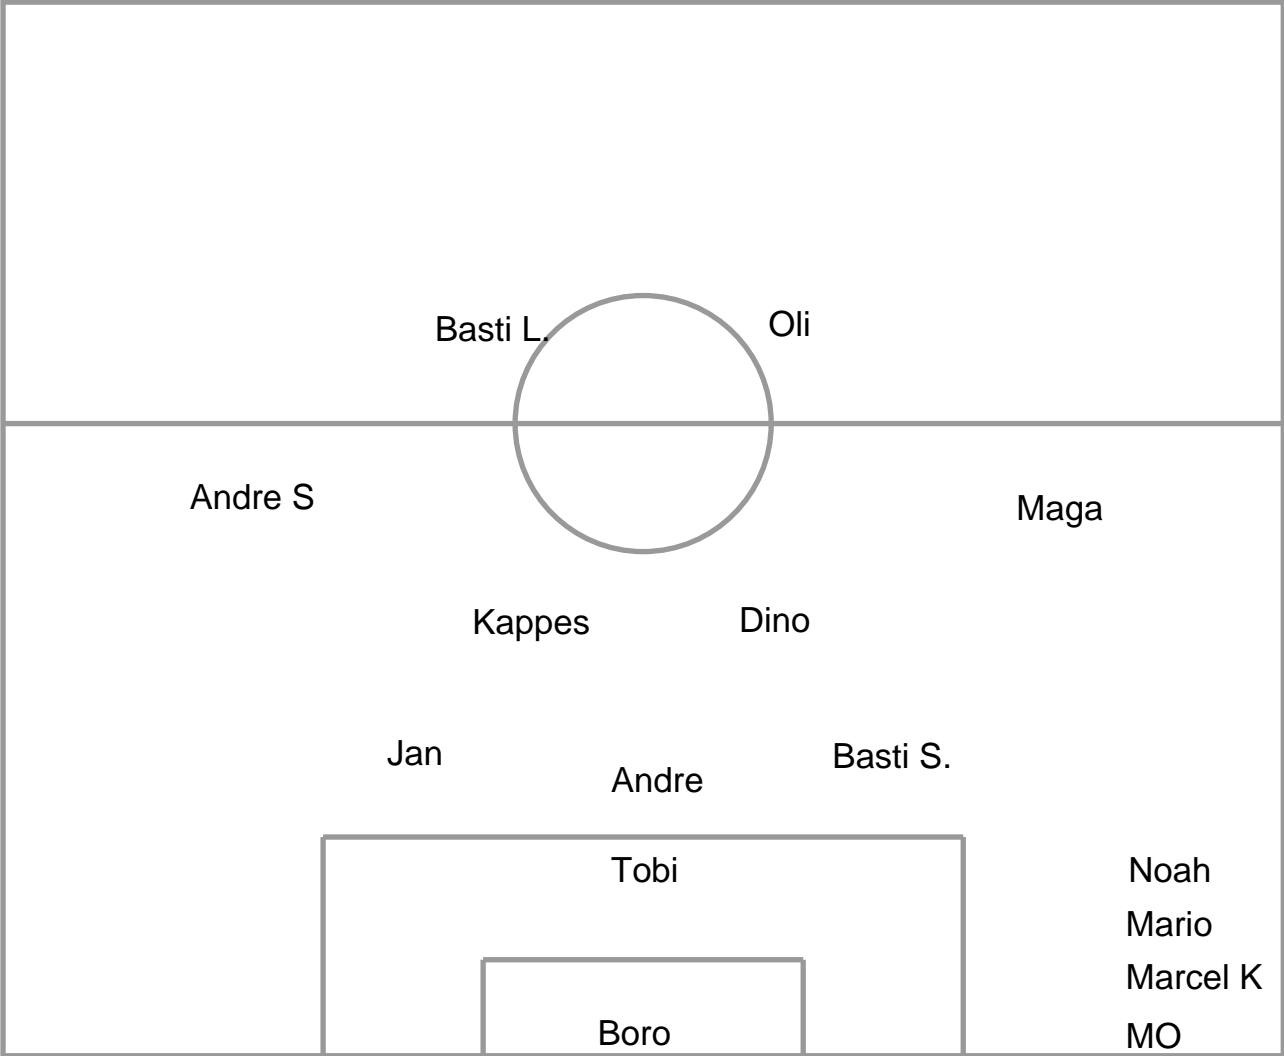 Basti L.
Oli
Andre S
Maga
Kappes
Dino
Jan
Andre
Basti S.
Tobi
Noah
Mario
Marcel K
Boro
MO